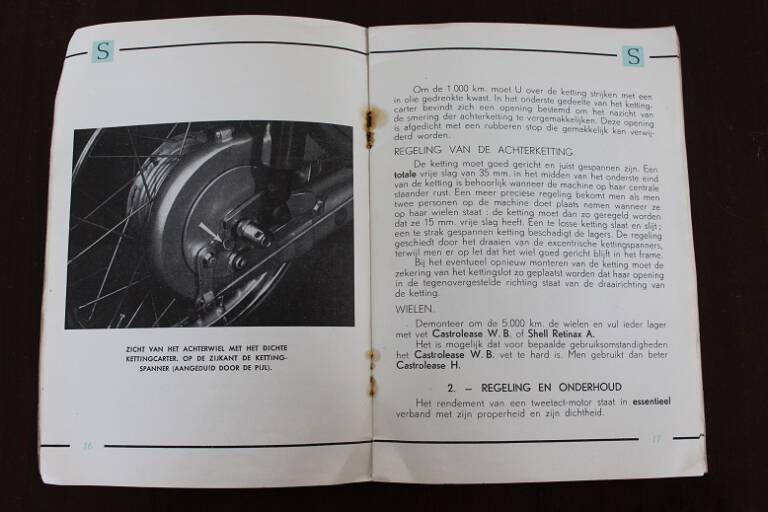 S
ZICHT VAN HET ACHTERWIEL MET HET DICHTE
KETTINGCARTER. OP DE ZIJKANT DE KETTING-
SPANNER (AANGEDUID DOOR DE PIJL).
16
S
Om de 1.000 km. moet U over de ketting strijken met een
in olie gedrenkte kwast. In het onderste gedeelte van het ketting-
carter bevindt zich een opening bestemd om het nazicht van
de smering der achterketting te vergemakkelijken. Deze opening
is afgedicht met een rubberen stop die gemakkelijk kan verwij-
derd worden.
REGELING VAN DE ACHTERKETTING.
De ketting moet goed gericht en juist gespannen zijn. Een
totale vrije slag van 35 mm. in het midden van het onderste eind
van de ketting is behoorlijk wanneer de machine op haar centrale
staander rust. Een meer preciese regeling bekomt men als men
twee personen op de machine doet plaats nemen wanneer ze
op haar wielen staat : de ketting moet dan zo geregeld worden
dat ze 15 mm. vrije slag heeft. Een te losse ketting slaat en slijt ;
een te strak gespannen ketting beschadigt de lagers. De regeling
geschiedt door het draaien van de excentrische kettingspanners,
terwijl men er op let dat het wiel goed gericht blijft in het frame.
Bij het eventueel opnieuw monteren van de ketting moet de
zekering van het kettingslot zo geplaatst worden dat haar opening
in de tegenovergestelde richting staat van de draairichting van
de ketting.
WIELEN.
Demonteer om de 5.000 km. de wielen en vul ieder lager
met vet Castrolease W. B. of Shell Retinax A.
Het is mogelijk dat voor bepaalde gebruiksomstandigheden
het Castrolease W. B. vet te hard is. Men gebruikt dan beter
Castrolease H.
2. — REGELING EN ONDERHOUD
Het rendement van een tweetact-motor staat in essentieel
verband met zijn properheid en zijn dichtheid.
17